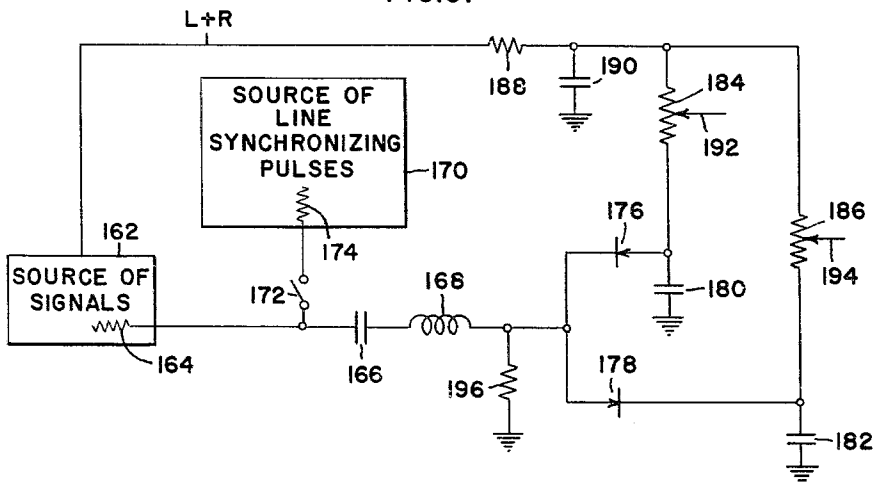 L+R
188
190
184
192
SOURCE OF
LINE
SYNCHRONIZING
PULSES
170
174
162
SOURCE OF
SIGNALS
164
172
166
168
196
176
180
178
186
194
182